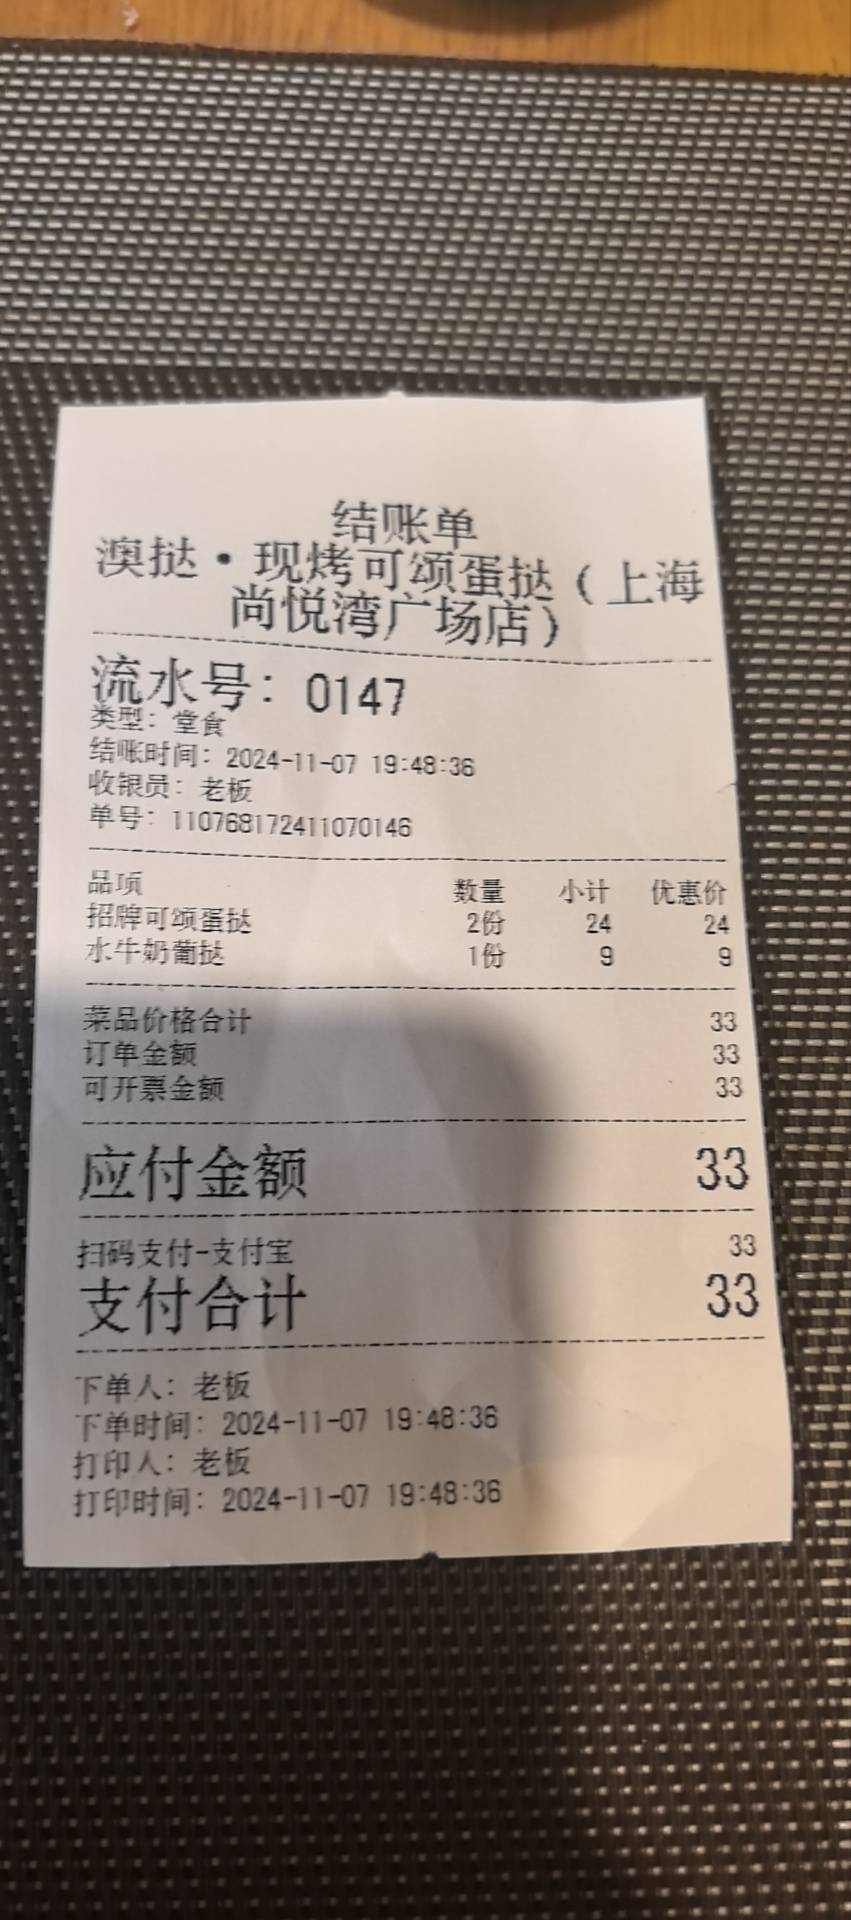 结账单
澳挞·现烤可颂蛋挞（上海
尚悦湾广场店）
流水号：0147
类型：堂食
结账时间：2024-11-07 19:48:36
收银员：老板
单号：110768172411070146
品项 数量 小计 优惠价
招牌可颂蛋挞 2份 24 24
水牛奶葡挞 1份 9 9
菜品价格合计 33
订单金额 33
可开票金额 33
应付金额 33
扫码支付-支付宝 33
支付合计 33
下单人：老板
下单时间：2024-11-07 19:48:36
打印人：老板
打印时间：2024-11-07 19:48:36